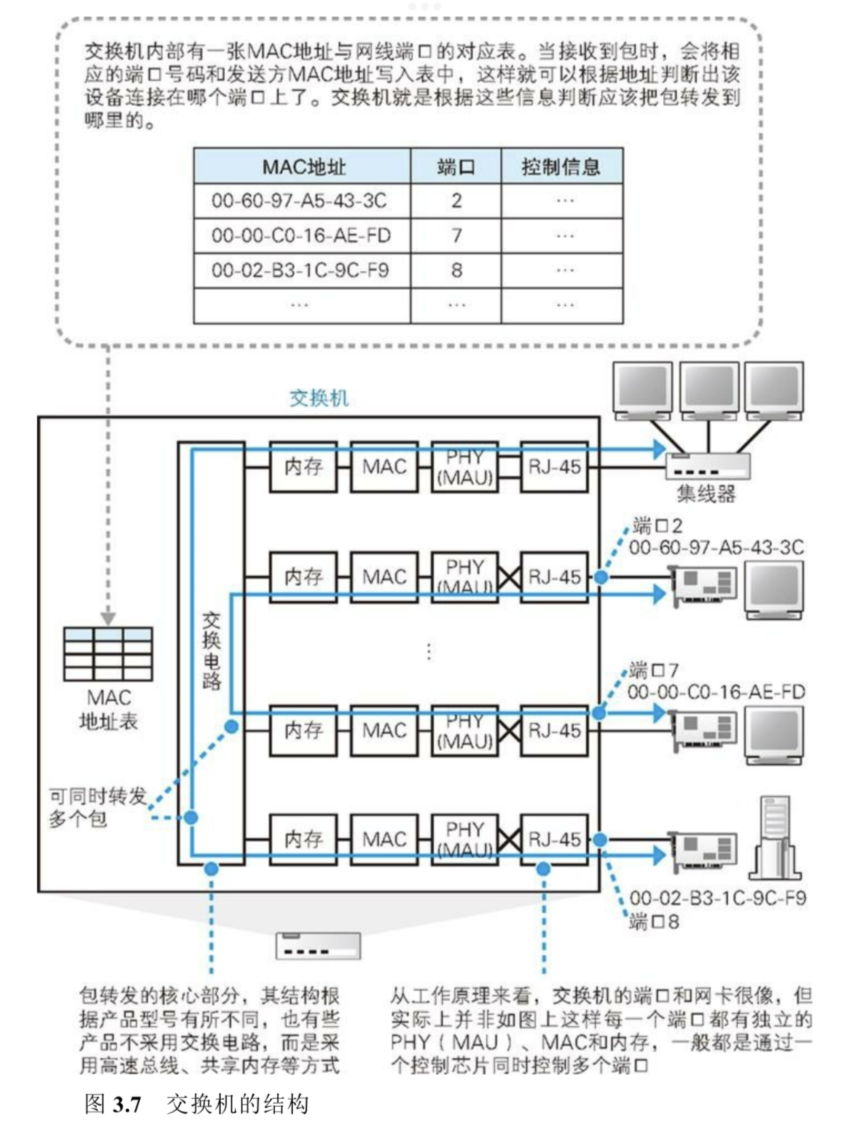 交换机内部有一张MAC地址与网线端口的对应表。当接收到包时，会将相
应的端口号码和发送方MAC地址写入表中，这样就可以根据地址判断出该
设备连接在哪个端口上了。交换机就是根据这些信息判断应该把包转发到
哪里的。
MAC地址 端口 控制信息
00-60-97-A5-43-3C 2 …
00-00-C0-16-AE-FD 7 …
00-02-B3-1C-9C-F9 8 …
… … …
交换机
内存 MAC PHY (MAU) RJ-45
集线器
端口2
00-60-97-A5-43-3C
内存 MAC PHY (MAU) RJ-45
交换电路
⋮
MAC
地址表
端口7
00-00-C0-16-AE-FD
内存 MAC PHY (MAU) RJ-45
可同时转发
多个包
内存 MAC PHY (MAU) RJ-45
00-02-B3-1C-9C-F9
端口8
包转发的核心部分，其结构根
据产品型号有所不同，也有些
产品不采用交换电路，而是采
用高速总线、共享内存等方式
从工作原理来看，交换机的端口和网卡很像，但
实际上并非如图上这样每一个端口都有独立的
PHY（MAU）、MAC和内存，一般都是通过一
个控制芯片同时控制多个端口
图 3.7 交换机的结构